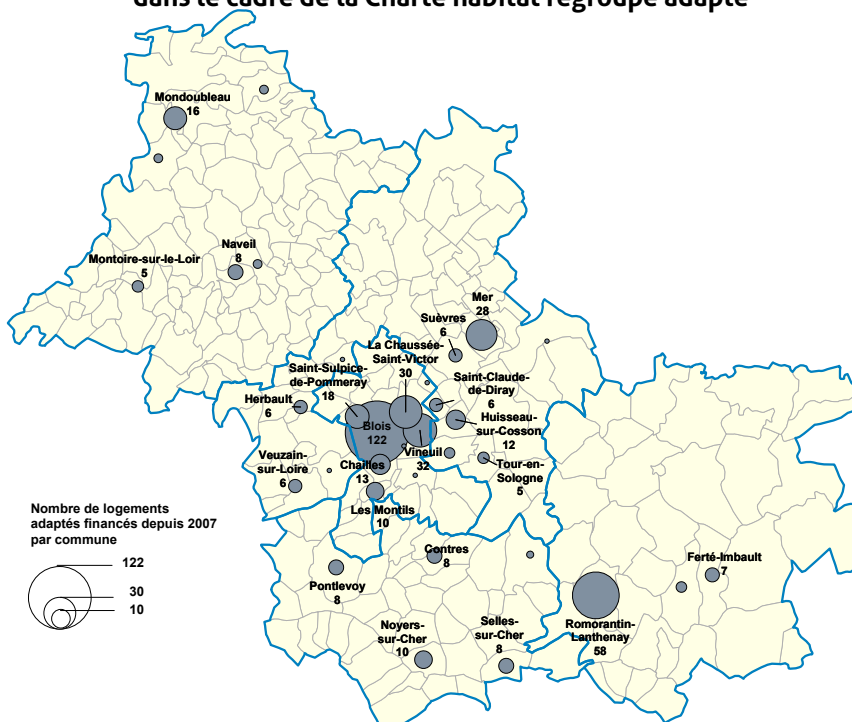 dans le cadre de la Charte habitat regroupé adapté
Mondoubleau
16
Naveil
8
Montoire-sur-le-Loir
5
Mer
28
Suèvres
6
La Chaussée-
Saint-Victor
30
Saint-Sulpice-
de-Pommeray
18
Saint-Claude-
de-Diray
6
Herbault
6
Huisseau-
sur-Cosson
12
Blois
122
Vineuil
32
Veuzain-
sur-Loire
6
Chailles
13
Tour-en-
Sologne
5
Les Montils
10
Nombre de logements
adaptés financés depuis 2007
par commune
122
30
10
Contres
8
Ferté-Imbault
7
Pontlevoy
8
Noyers-
sur-Cher
10
Selles-
sur-Cher
8
Romorantin-
Lanthenay
58